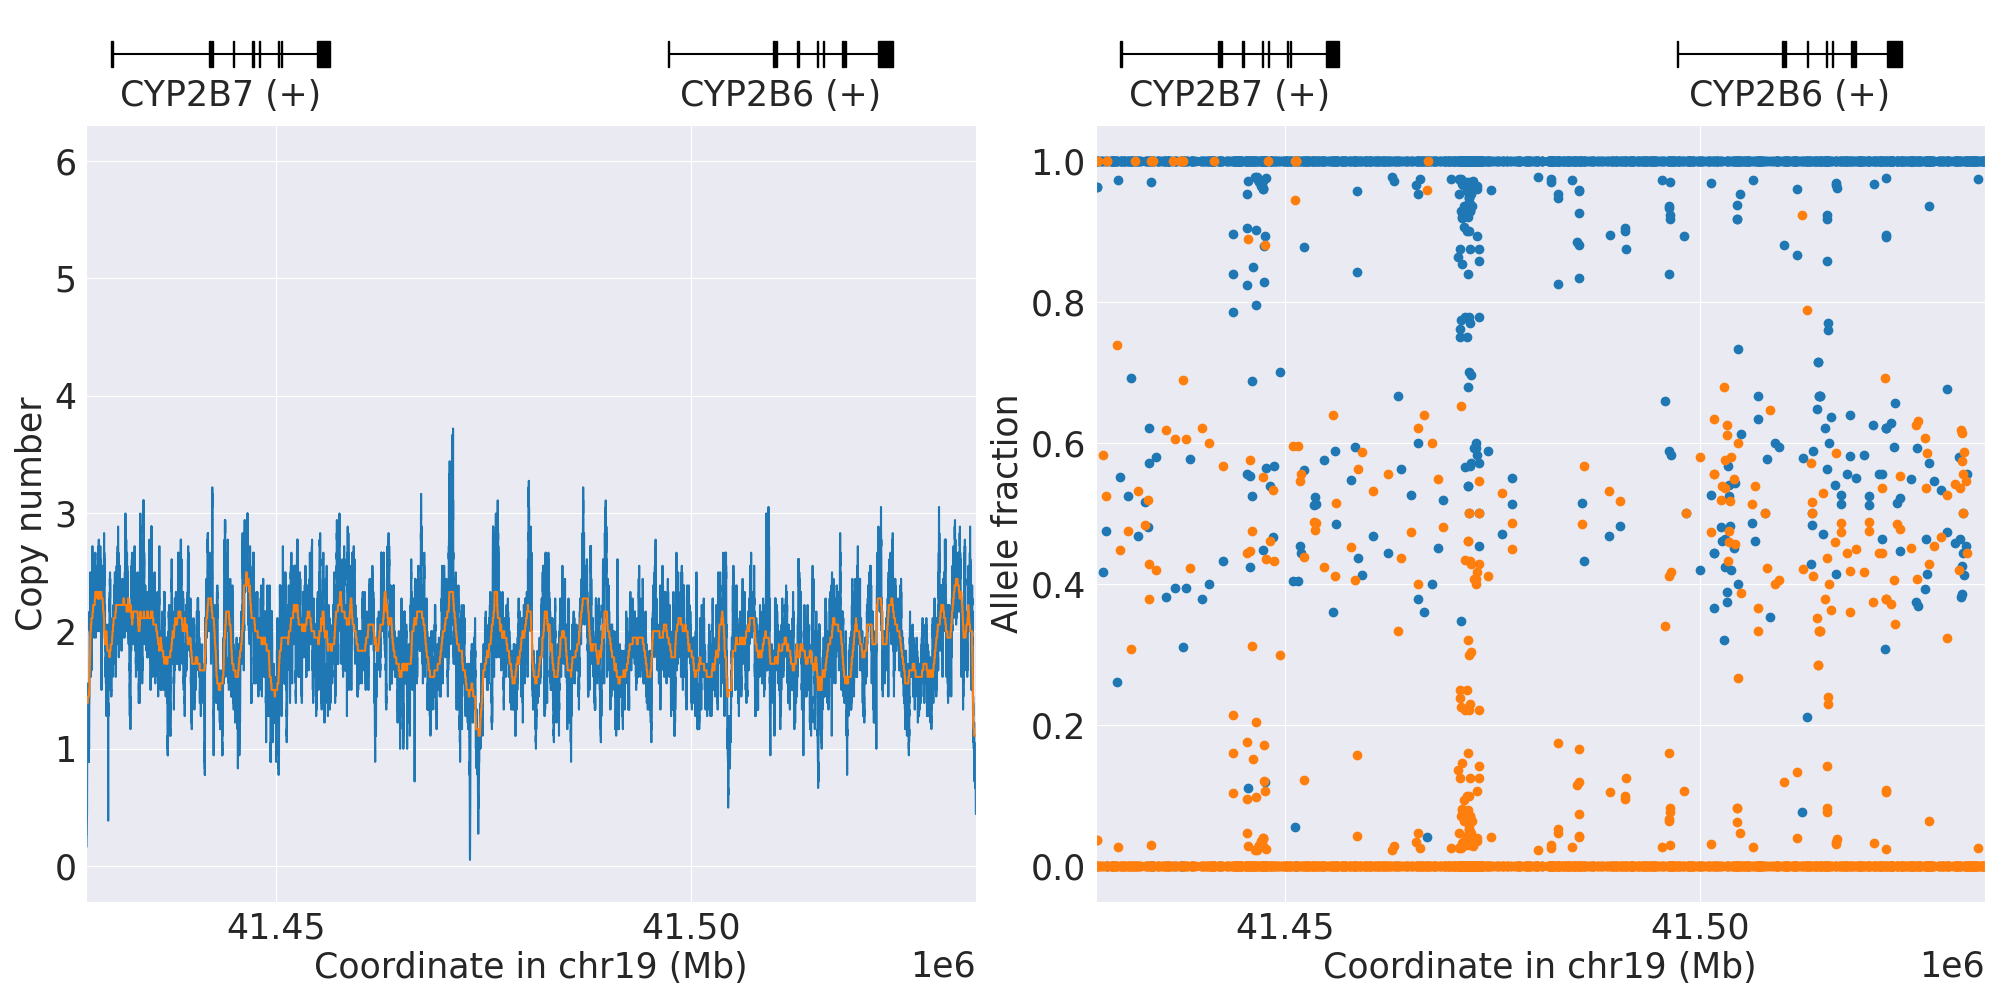 CYP2B7 (+)
CYP2B6 (+)
CYP2B7 (+)
CYP2B6 (+)
6
5
4
3
2
1
0
Copy number
41.45
41.50
Coordinate in chr19 (Mb)
1e6
1.0
0.8
0.6
0.4
0.2
0.0
Allele fraction
41.45
41.50
Coordinate in chr19 (Mb)
1e6